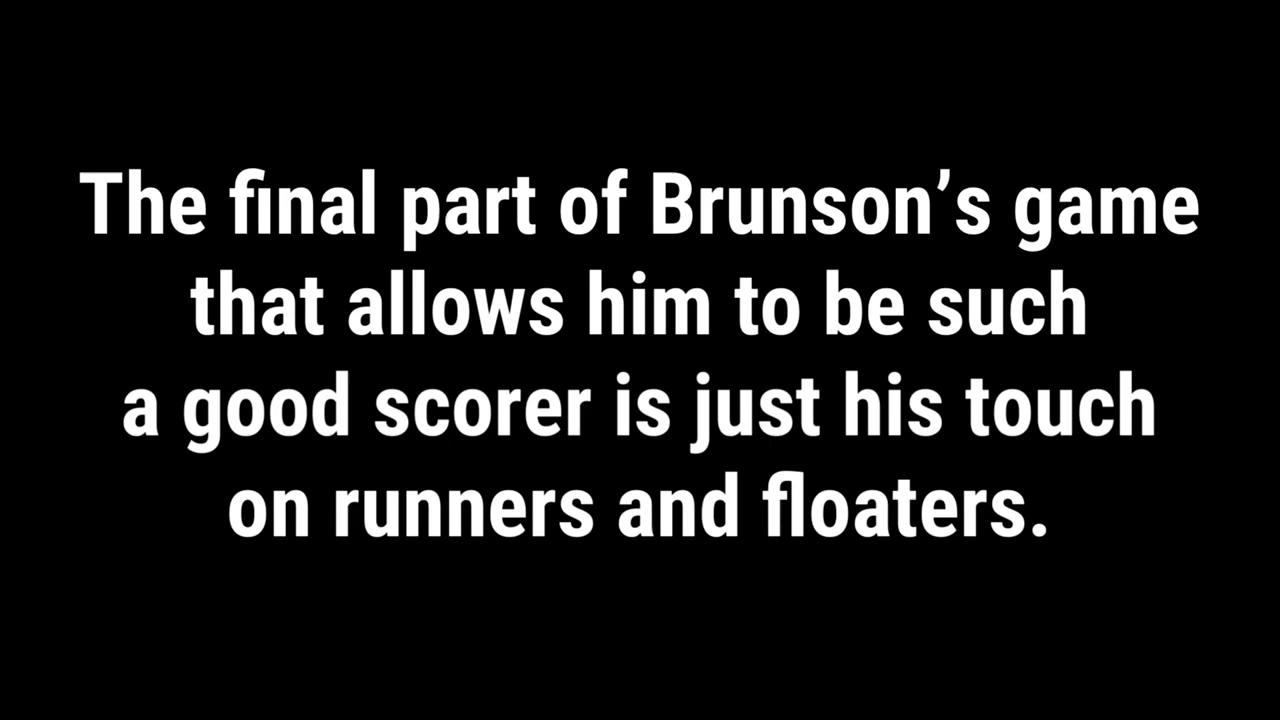 The final part of Brunson’s game
that allows him to be such
a good scorer is just his touch
on runners and floaters.